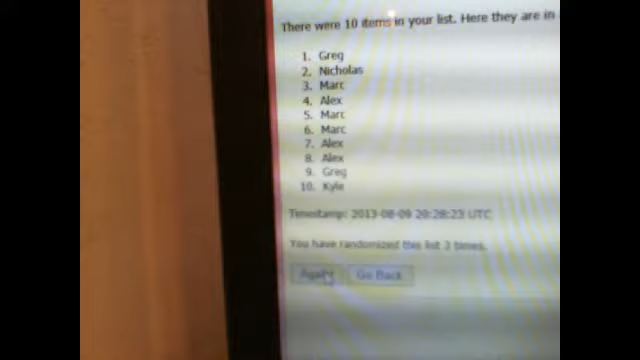 There were 10 items in your list. Here they are in
1. Greg
2. Nicholas
3. Marc
4. Alex
5. Marc
6. Marc
7. Alex
8. Alex
9. Greg
10. Kyle
Timestamp: 2013-08-09 20:28:23 UTC
You have randomized this list 3 times.
Again! Go Back